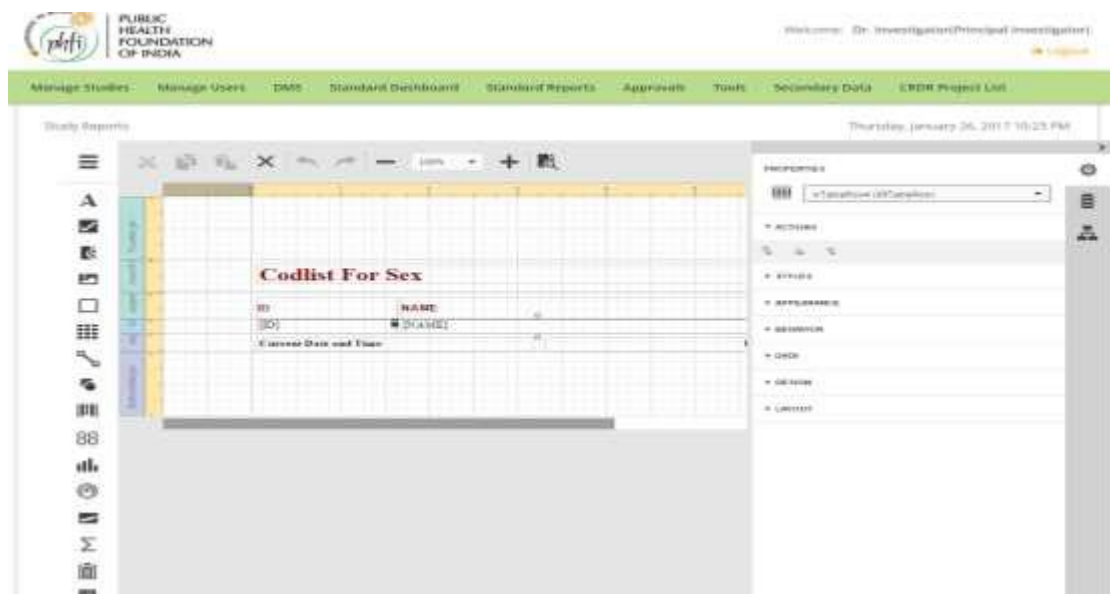 phfi
PUBLIC
HEALTH
FOUNDATION
OF INDIA
Welcome: Dr. Investigator(Principal Investigator)
Logout
Manage Studies Manage Users DMS Standard Dashboard Standard Reports Approvals Tools Secondary Data CRDR Project List
Study Reports
Thursday, January 26, 2017 10:25 PM
100%
PROPERTIES
A
ACTIONS
Codlist For Sex
STYLES
ID NAME
APPEARANCE
[ID] [NAME]
Current Date and Time
BEHAVIOR
DATA
DESIGN
LAYOUT
88